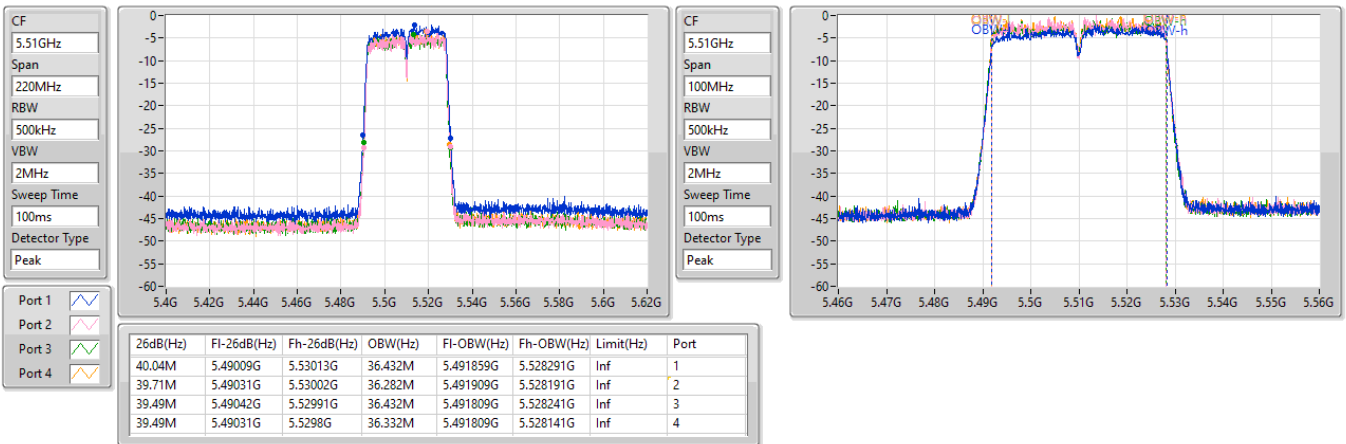 CF
5.51GHz
Span
220MHz
RBW
500kHz
VBW
2MHz
Sweep Time
100ms
Detector Type
Peak
0
-5
-10
-15
-20
-25
-30
-35
-40
-45
-50
-55
-60
5.4G 5.42G 5.44G 5.46G 5.48G 5.5G 5.52G 5.54G 5.56G 5.58G 5.6G 5.62G
CF
5.51GHz
Span
100MHz
RBW
500kHz
VBW
2MHz
Sweep Time
100ms
Detector Type
Peak
0
-5
-10
-15
-20
-25
-30
-35
-40
-45
-50
-55
-60
5.46G 5.47G 5.48G 5.49G 5.5G 5.51G 5.52G 5.53G 5.54G 5.55G 5.56G
Port 1
Port 2
Port 3
Port 4
26dB(Hz) Fl-26dB(Hz) Fh-26dB(Hz) OBW(Hz) Fl-OBW(Hz) Fh-OBW(Hz) Limit(Hz) Port
40.04M 5.49009G 5.53013G 36.432M 5.491859G 5.528291G Inf 1
39.71M 5.49031G 5.53002G 36.282M 5.491909G 5.528191G Inf 2
39.49M 5.49042G 5.52991G 36.432M 5.491809G 5.528241G Inf 3
39.49M 5.49031G 5.5298G 36.332M 5.491809G 5.528141G Inf 4